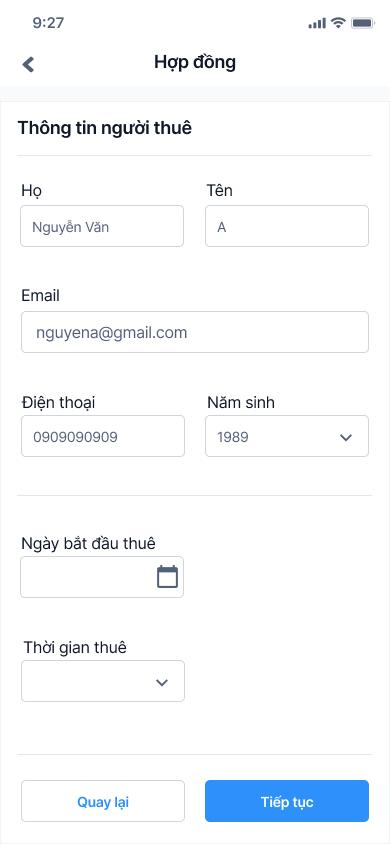 9:27
Hợp đồng
Thông tin người thuê
Họ Tên
Nguyễn Văn A
Email
nguyena@gmail.com
Điện thoại Năm sinh
0909090909 1989
Ngày bắt đầu thuê
Thời gian thuê
Quay lại Tiếp tục